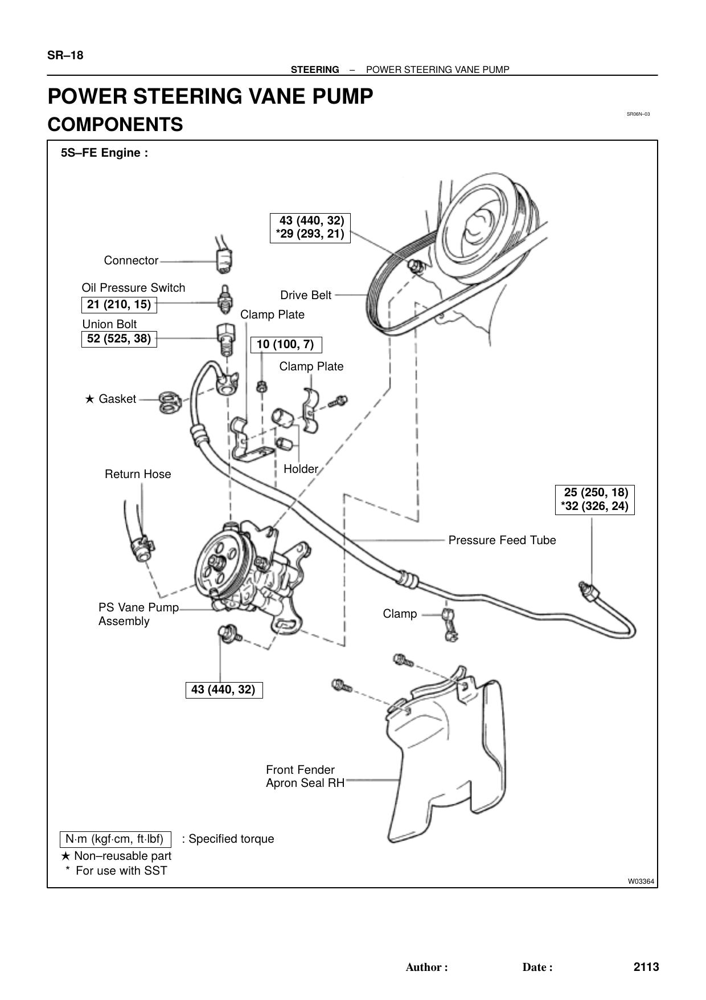 SR–18
STEERING – POWER STEERING VANE PUMP
POWER STEERING VANE PUMP
SR06N–03
COMPONENTS
5S–FE Engine :
43 (440, 32)
*29 (293, 21)
Connector
Oil Pressure Switch
21 (210, 15)
Drive Belt
Clamp Plate
Union Bolt
52 (525, 38)
10 (100, 7)
Clamp Plate
★ Gasket
Holder
Return Hose
25 (250, 18)
*32 (326, 24)
Pressure Feed Tube
PS Vane Pump
Assembly
Clamp
43 (440, 32)
Front Fender
Apron Seal RH
N·m (kgf·cm, ft·lbf) : Specified torque
★ Non–reusable part
* For use with SST
W03364
Author : Date : 2113